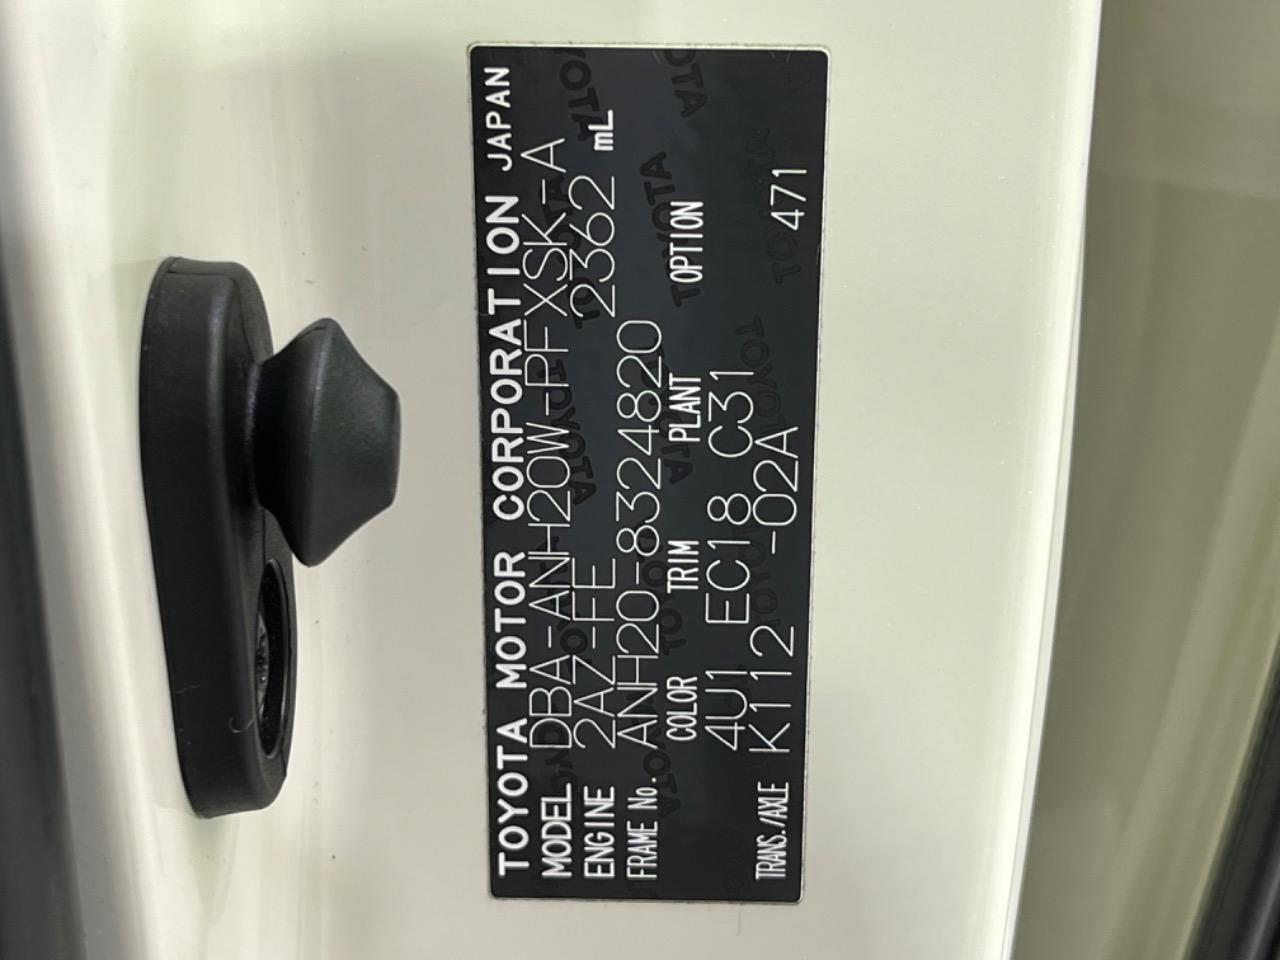 TOYOTA MOTOR CORPORATION JAPAN
MODEL DBA-ANH20W-PFXSK-A
ENGINE 2AZ-FE 2362 mL
FRAME No. ANH20-8324820
COLOR TRIM PLANT OPTION
4U1 EC18 C31
TRANS./AXLE K112 -02A 471